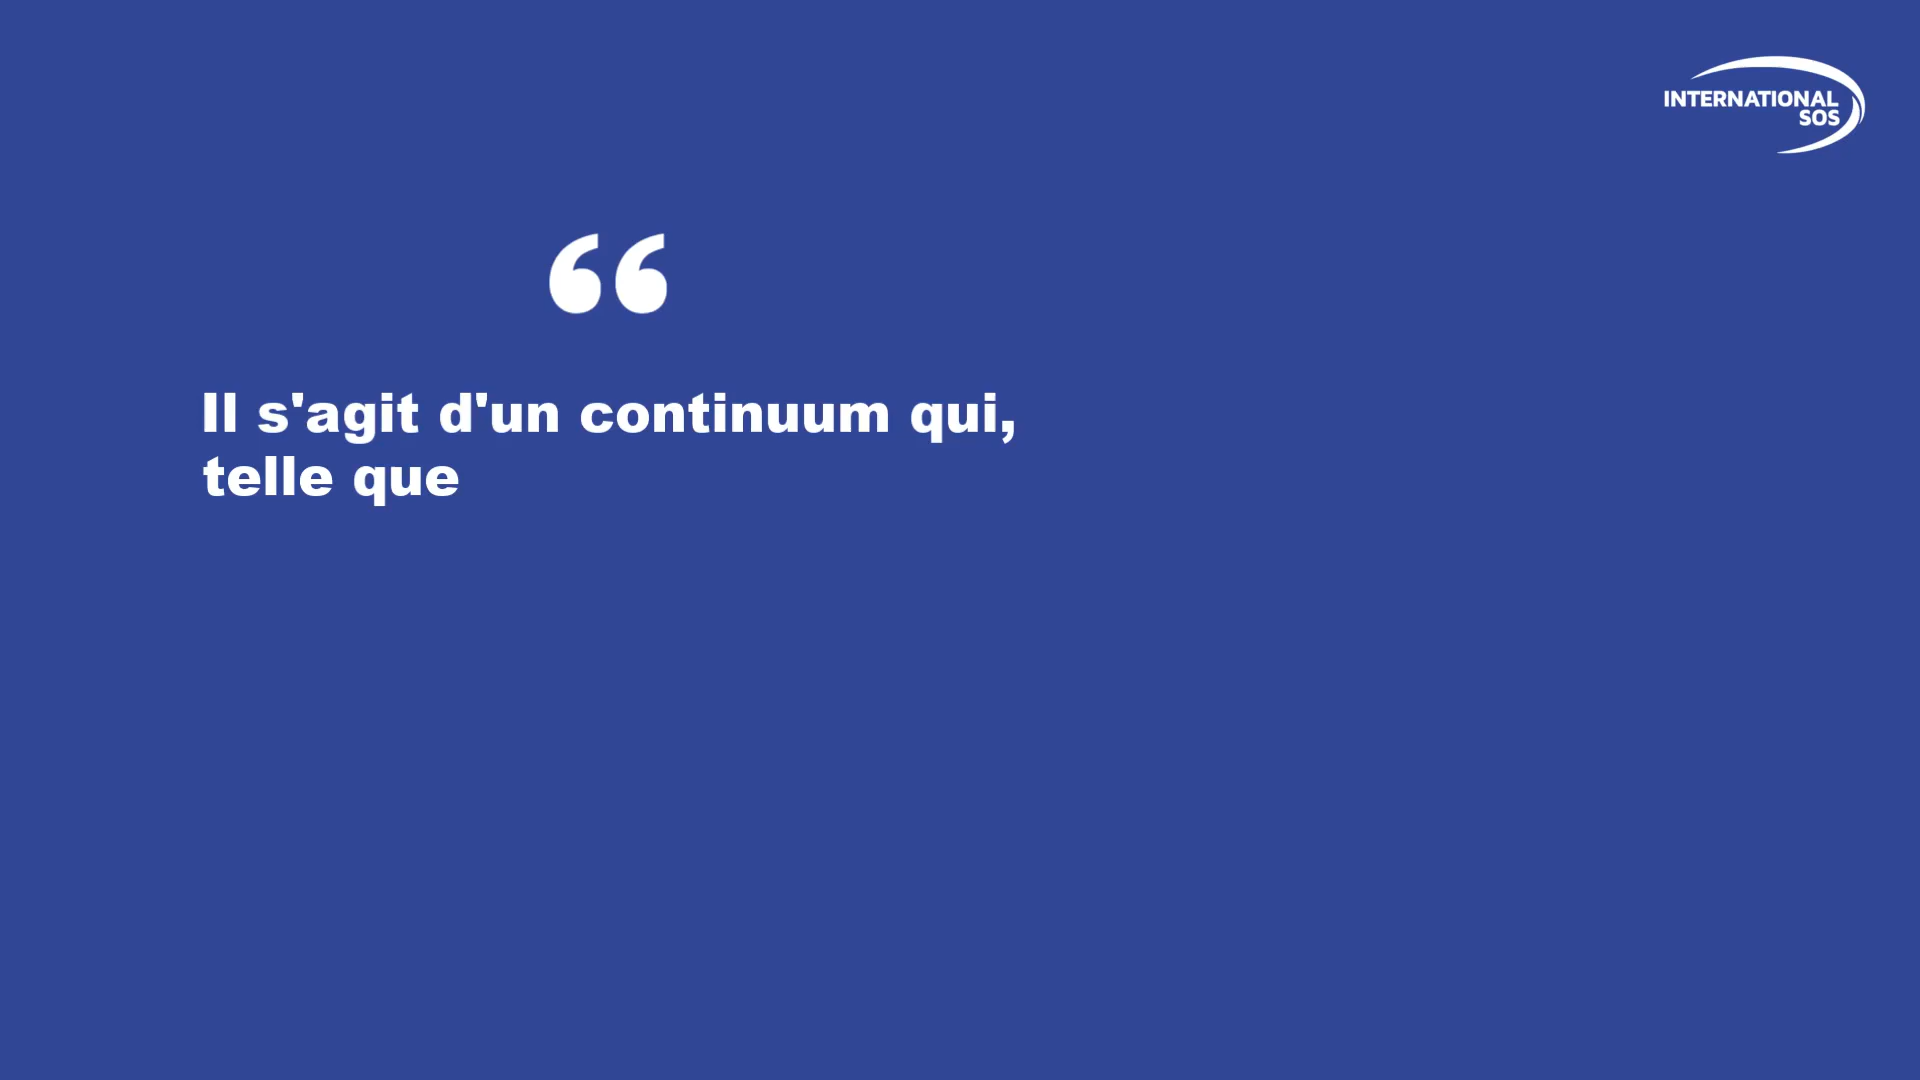 INTERNATIONAL
SOS
“
Il s'agit d'un continuum qui,
telle que